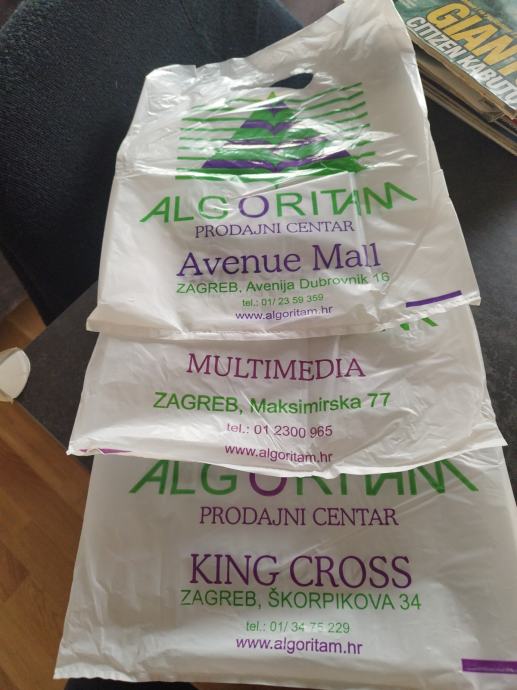 GIANT
CITIZEN KABUTO
ALGORITAM
PRODAJNI CENTAR
Avenue Mall
ZAGREB, Avenija Dubrovnik 16
tel.: 01/ 23 59 359
www.algoritam.hr
MULTIMEDIA
ZAGREB, Maksimirska 77
tel.: 01 2300 965
www.algoritam.hr
ALGORITAM
PRODAJNI CENTAR
KING CROSS
ZAGREB, ŠKORPIKOVA 34
tel.: 01/ 34 75 229
www.algoritam.hr